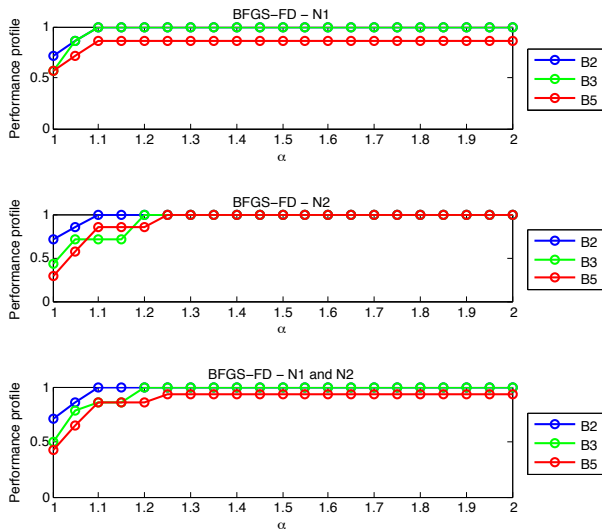 BFGS−FD − N1
Performance profile
1
0.5
0
1 1.1 1.2 1.3 1.4 1.5 1.6 1.7 1.8 1.9 2
α
B2
B3
B5
BFGS−FD − N2
Performance profile
1
0.5
0
1 1.1 1.2 1.3 1.4 1.5 1.6 1.7 1.8 1.9 2
α
B2
B3
B5
BFGS−FD − N1 and N2
Performance profile
1
0.5
0
1 1.1 1.2 1.3 1.4 1.5 1.6 1.7 1.8 1.9 2
α
B2
B3
B5